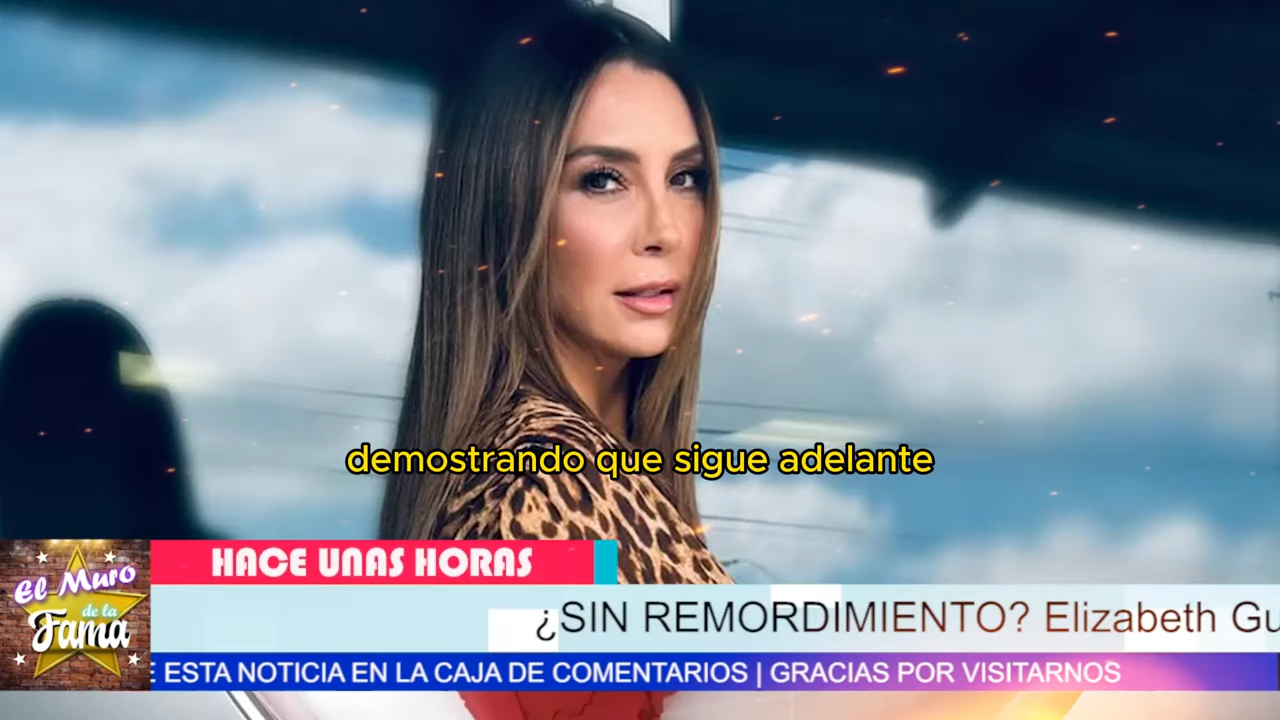 demostrando que sigue adelante
HACE UNAS HORAS
El Muro
de la
Fama
¿SIN REMORDIMIENTO? Elizabeth Gu
ESTA NOTICIA EN LA CAJA DE COMENTARIOS | GRACIAS POR VISITARNOS